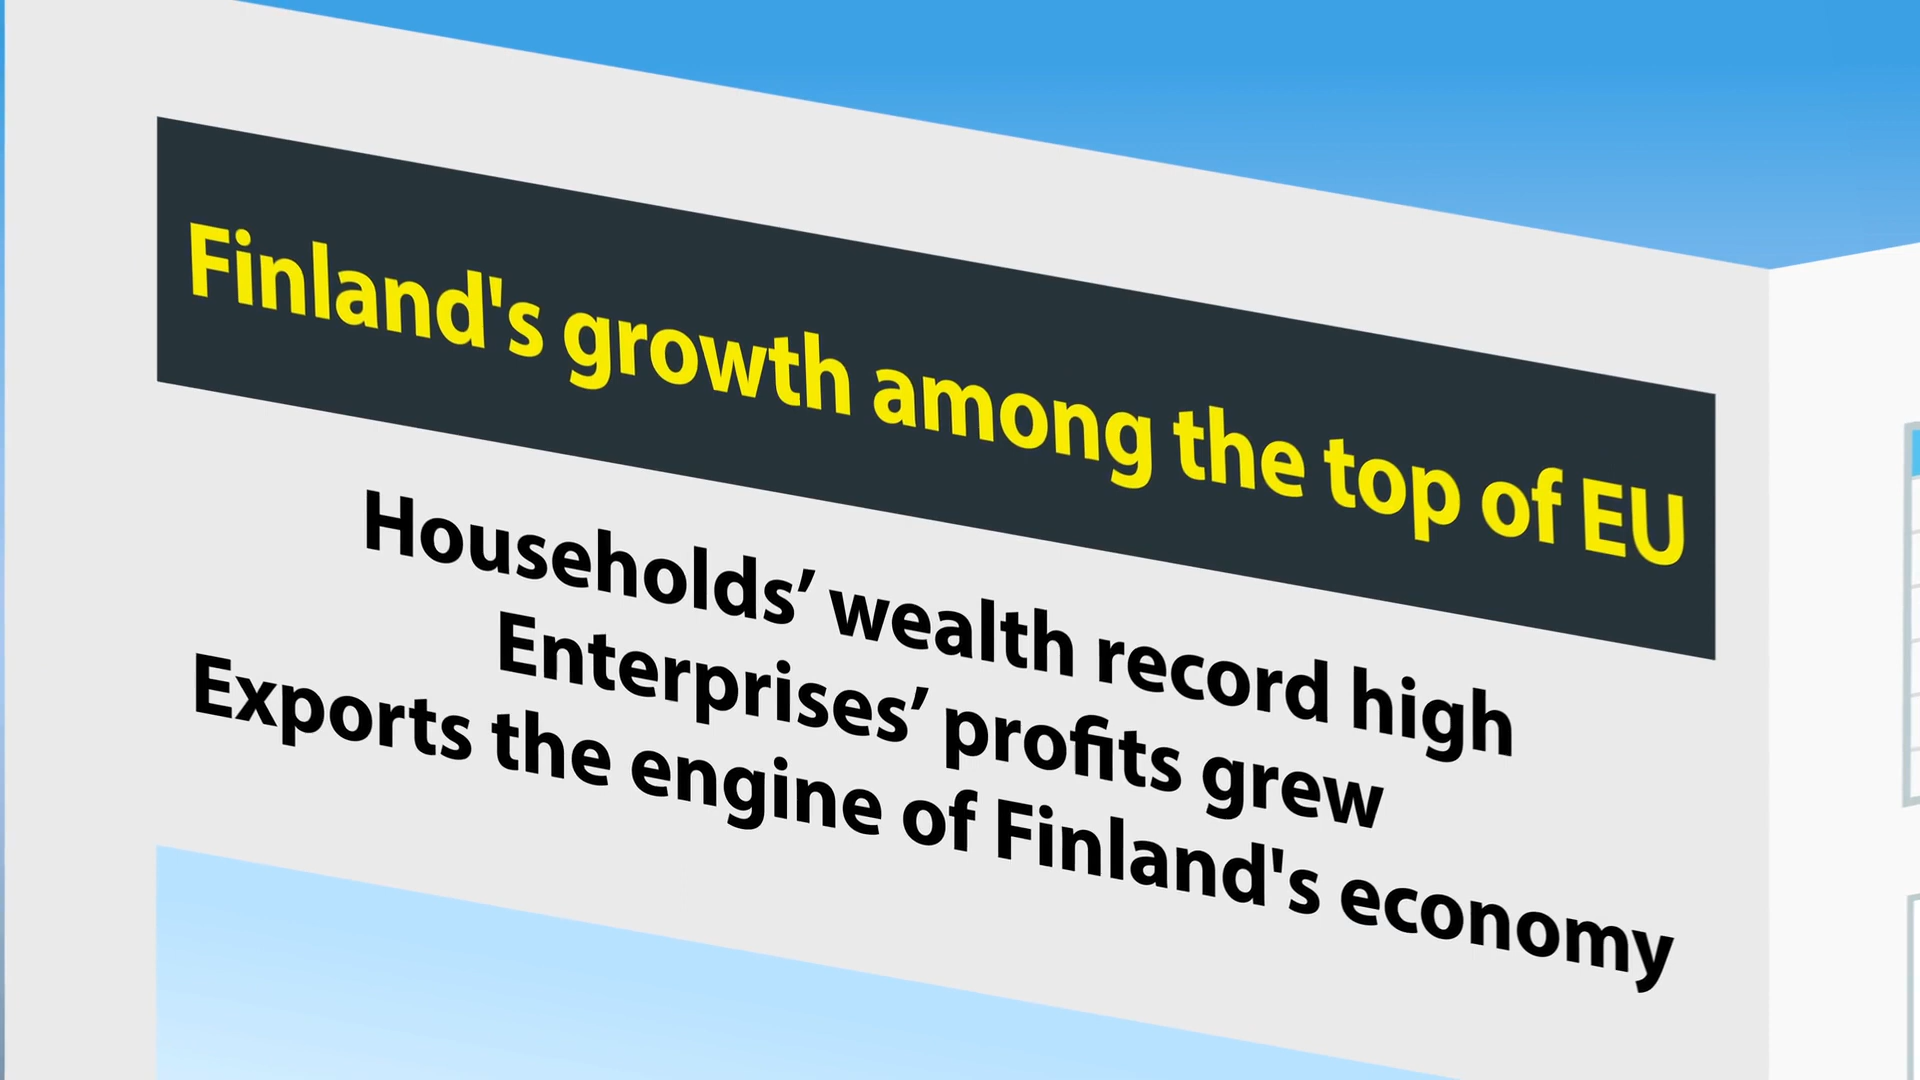 Finland's growth among the top of EU
Households’ wealth record high
Enterprises’ profits grew
Exports the engine of Finland's economy